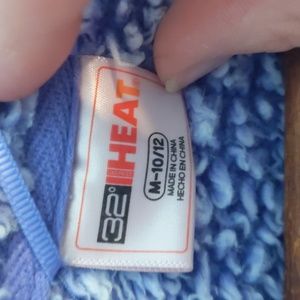 32° HEAT
M-10/12
MADE IN CHINA
HECHO EN CHINA